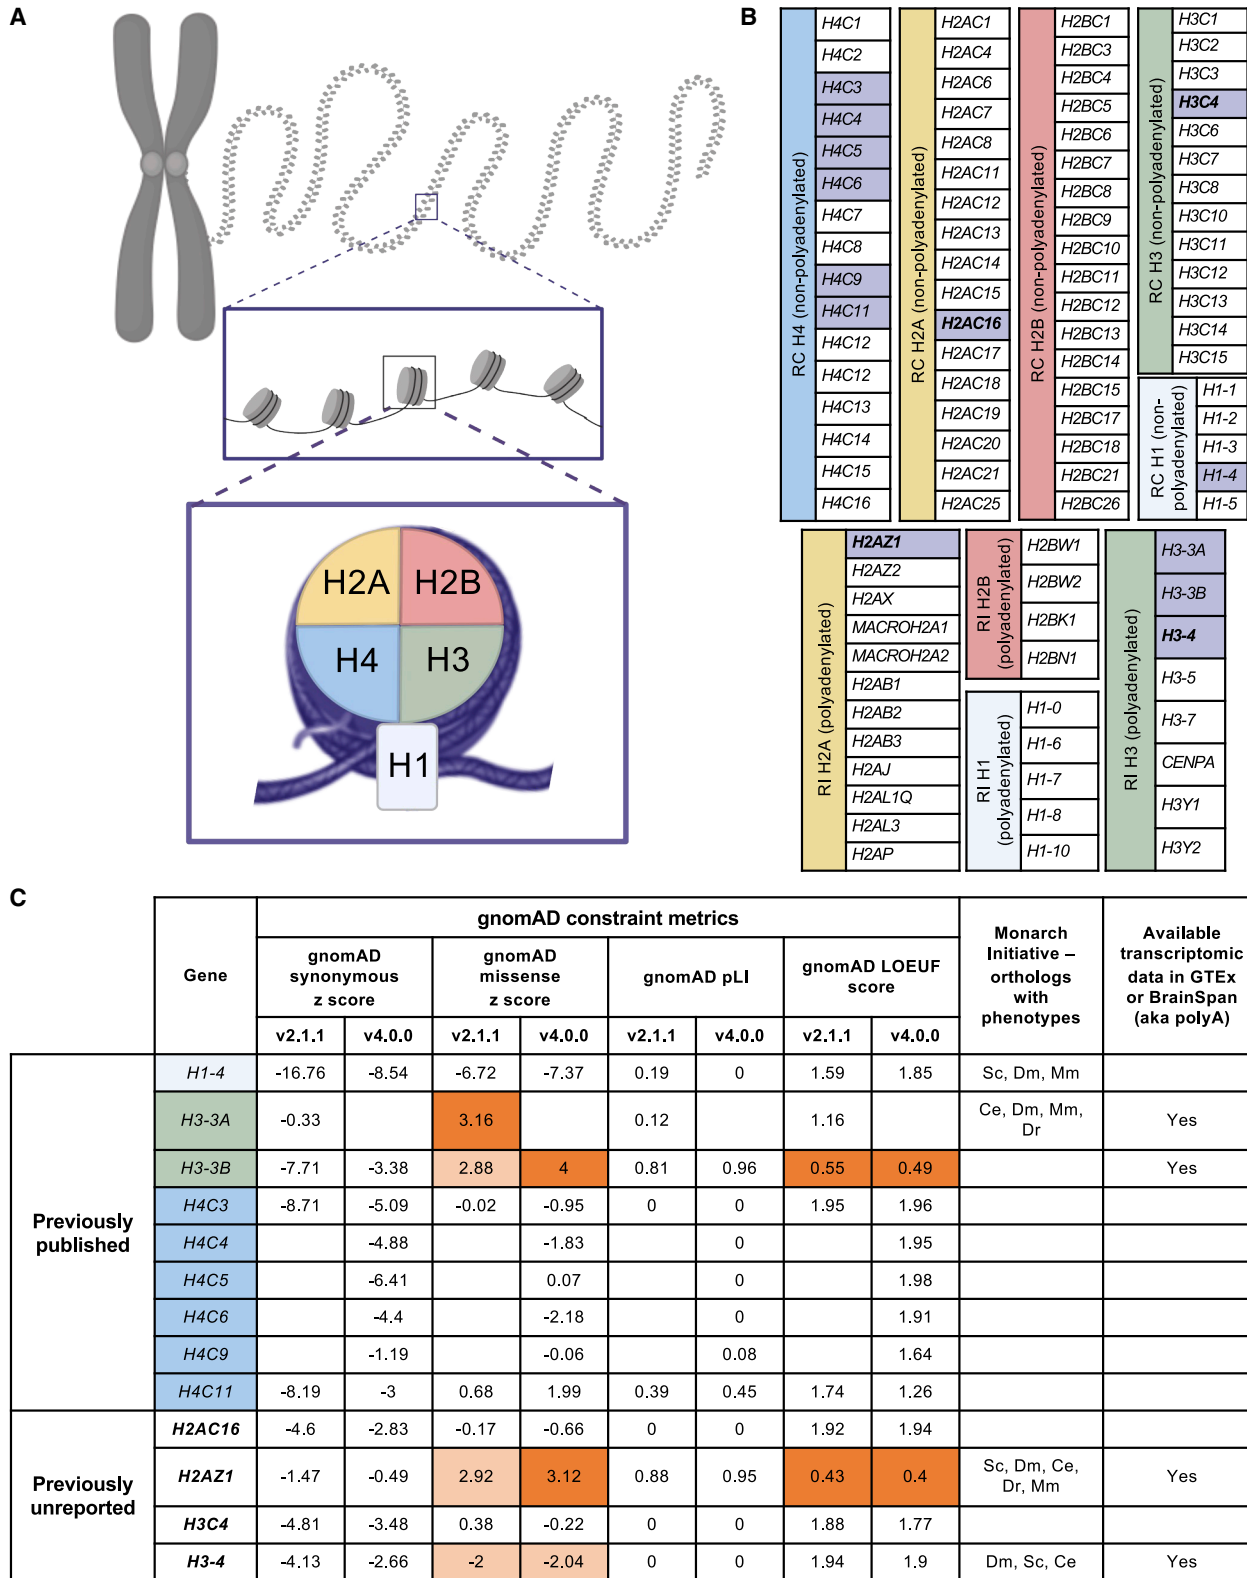 A
H2A
H2B
H4
H3
H1
B
RC H4 (non-polyadenylated)
H4C1
H4C2
H4C3
H4C4
H4C5
H4C6
H4C7
H4C8
H4C9
H4C11
H4C12
H4C12
H4C13
H4C14
H4C15
H4C16
RC H2A (non-polyadenylated)
H2AC1
H2AC4
H2AC6
H2AC7
H2AC8
H2AC11
H2AC12
H2AC13
H2AC14
H2AC15
H2AC16
H2AC17
H2AC18
H2AC19
H2AC20
H2AC21
H2AC25
RC H2B (non-polyadenylated)
H2BC1
H2BC3
H2BC4
H2BC5
H2BC6
H2BC7
H2BC8
H2BC9
H2BC10
H2BC11
H2BC12
H2BC13
H2BC14
H2BC15
H2BC17
H2BC18
H2BC21
H2BC26
RC H3 (non-polyadenylated)
H3C1
H3C2
H3C3
H3C4
H3C6
H3C7
H3C8
H3C10
H3C11
H3C12
H3C13
H3C14
H3C15
RC H1 (non-
polyadenylated)
H1-1
H1-2
H1-3
H1-4
H1-5
RI H2A (polyadenylated)
H2AZ1
H2AZ2
H2AX
MACROH2A1
MACROH2A2
H2AB1
H2AB2
H2AB3
H2AJ
H2AL1Q
H2AL3
H2AP
RI H2B
(polyadenylated)
H2BW1
H2BW2
H2BK1
H2BN1
RI H1
(polyadenylated)
H1-0
H1-6
H1-7
H1-8
H1-10
RI H3 (polyadenylated)
H3-3A
H3-3B
H3-4
H3-5
H3-7
CENPA
H3Y1
H3Y2
C
Gene
gnomAD constraint metrics
gnomAD
synonymous
z score
gnomAD
missense
z score
gnomAD pLI
gnomAD LOEUF
score
Monarch
Initiative –
orthologs
with
phenotypes
Available
transcriptomic
data in GTEx
or BrainSpan
(aka polyA)
v2.1.1 v4.0.0 v2.1.1 v4.0.0 v2.1.1 v4.0.0 v2.1.1 v4.0.0
Previously
published
H1-4 -16.76 -8.54 -6.72 -7.37 0.19 0 1.59 1.85 Sc, Dm, Mm
H3-3A -0.33 3.16 0.12 1.16 Ce, Dm, Mm,
Dr Yes
H3-3B -7.71 -3.38 2.88 4 0.81 0.96 0.55 0.49 Yes
H4C3 -8.71 -5.09 -0.02 -0.95 0 0 1.95 1.96
H4C4 -4.88 -1.83 0 1.95
H4C5 -6.41 0.07 0 1.98
H4C6 -4.4 -2.18 0 1.91
H4C9 -1.19 -0.06 0.08 1.64
H4C11 -8.19 -3 0.68 1.99 0.39 0.45 1.74 1.26
Previously
unreported
H2AC16 -4.6 -2.83 -0.17 -0.66 0 0 1.92 1.94
H2AZ1 -1.47 -0.49 2.92 3.12 0.88 0.95 0.43 0.4 Sc, Dm, Ce,
Dr, Mm Yes
H3C4 -4.81 -3.48 0.38 -0.22 0 0 1.88 1.77
H3-4 -4.13 -2.66 -2 -2.04 0 0 1.94 1.9 Dm, Sc, Ce Yes